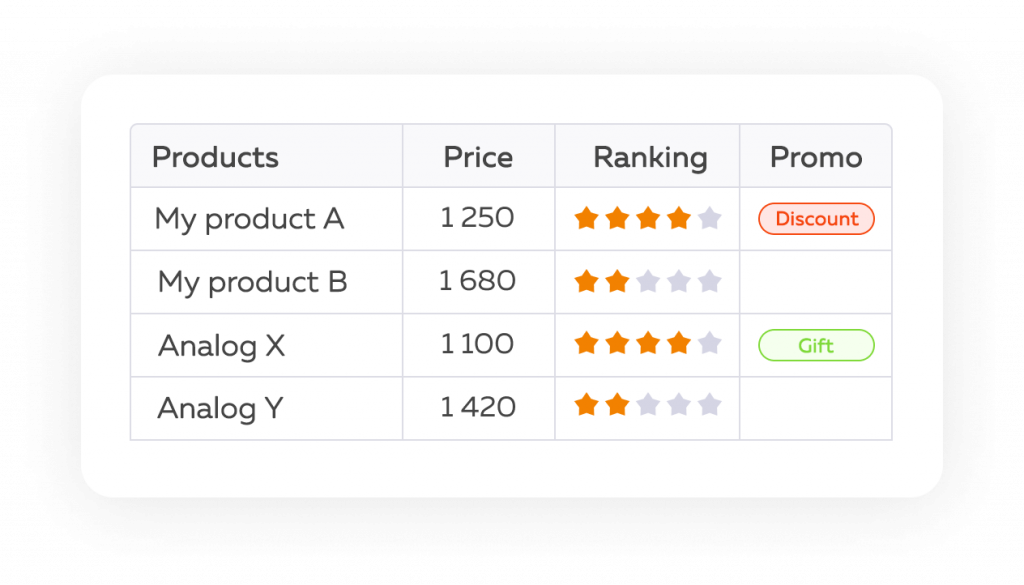 Products Price Ranking Promo
My product A 1 250 Discount
My product B 1 680
Analog X 1 100 Gift
Analog Y 1 420